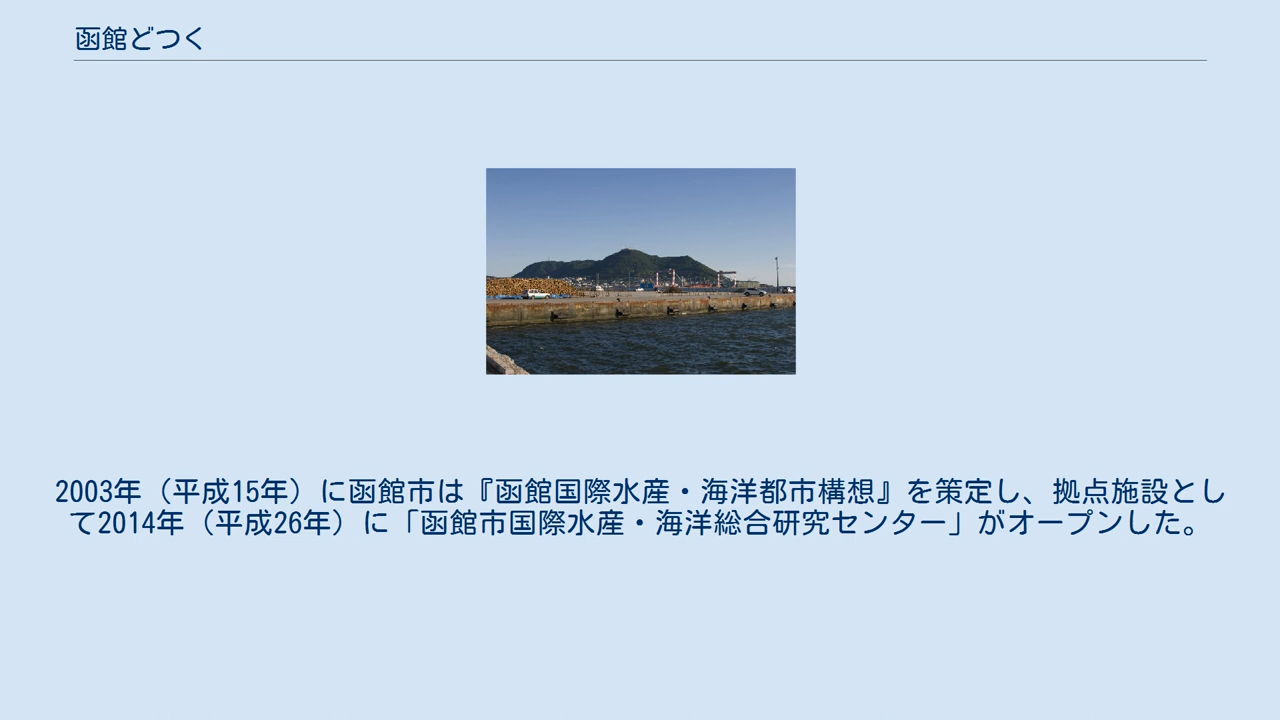 函館どつく
2003年（平成15年）に函館市は『函館国際水産・海洋都市構想』を策定し、拠点施設とし
て2014年（平成26年）に「函館市国際水産・海洋総合研究センター」がオープンした。